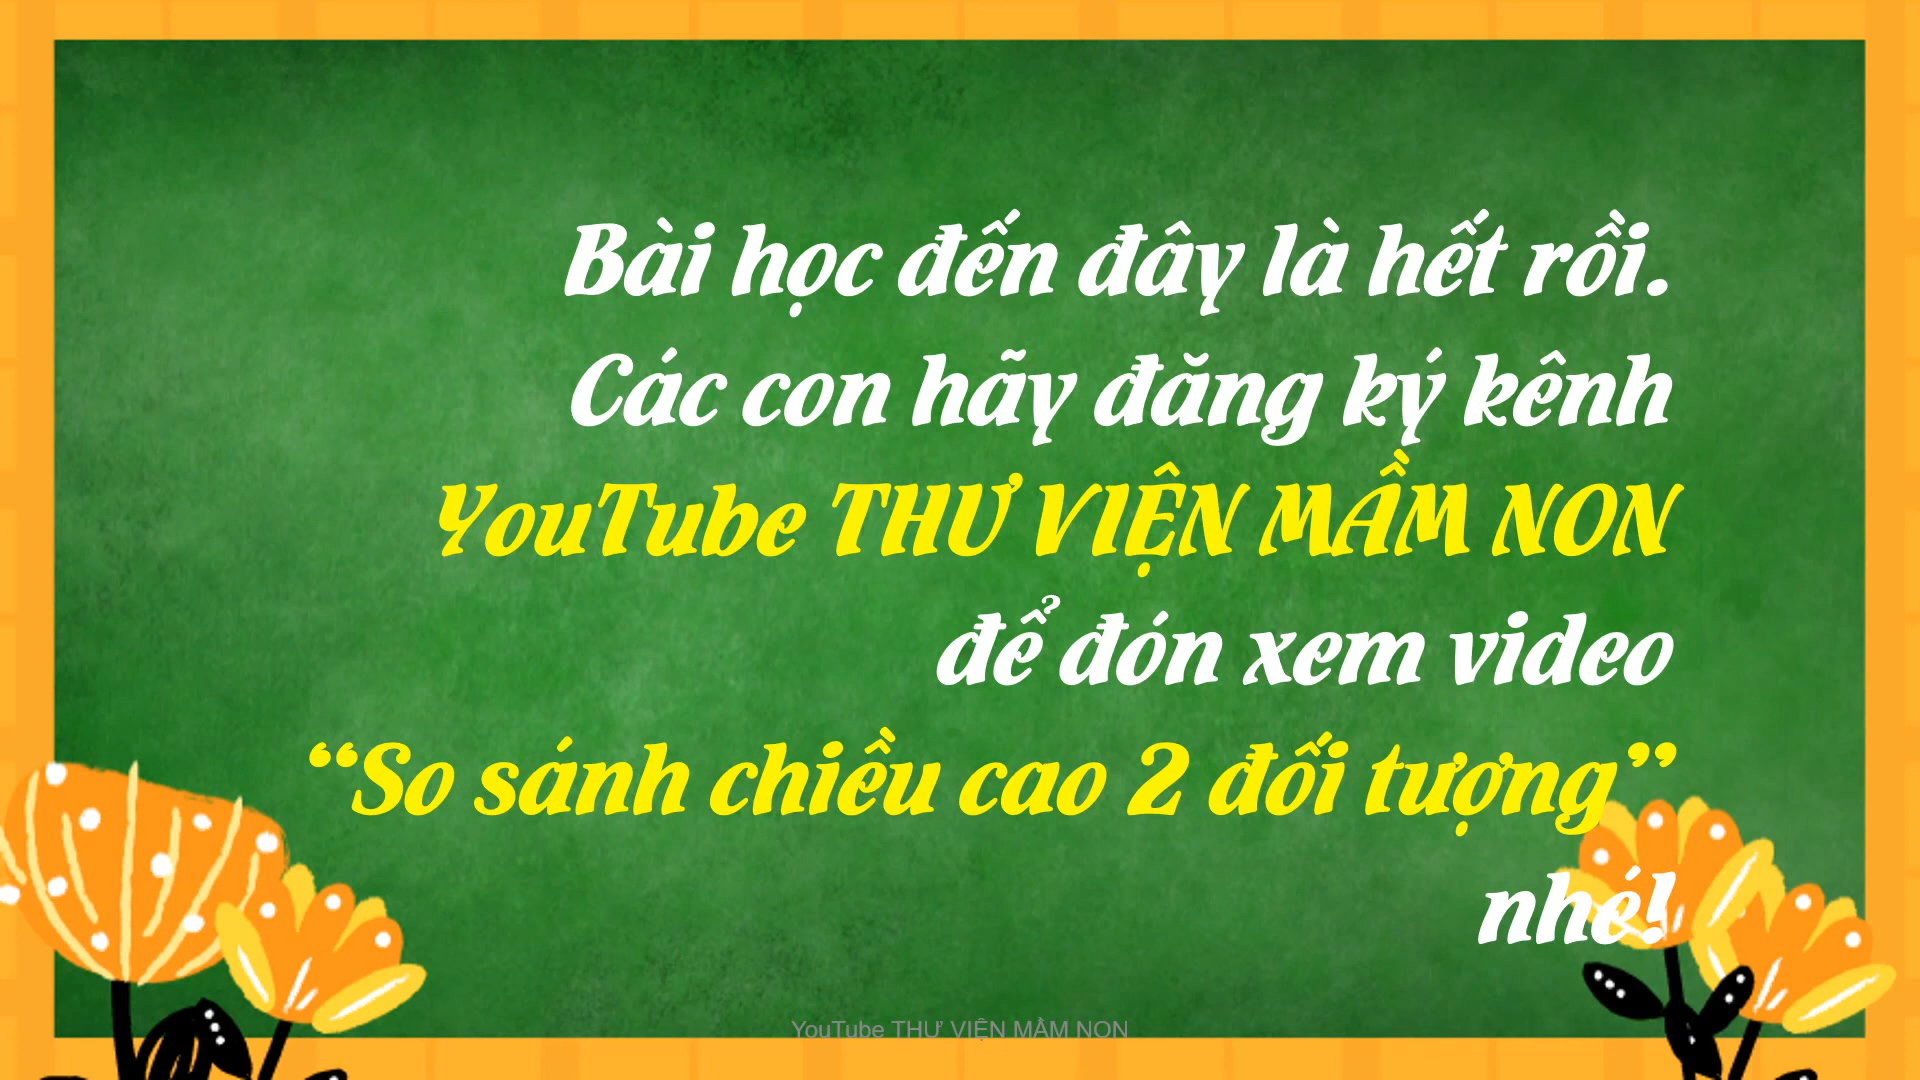 Bài học đến đây là hết rồi.
Các con hãy đăng ký kênh
YouTube THƯ VIỆN MẦM NON
để đón xem video
“So sánh chiều cao 2 đối tượng”
nhé!
YouTube THƯ VIỆN MẦM NON